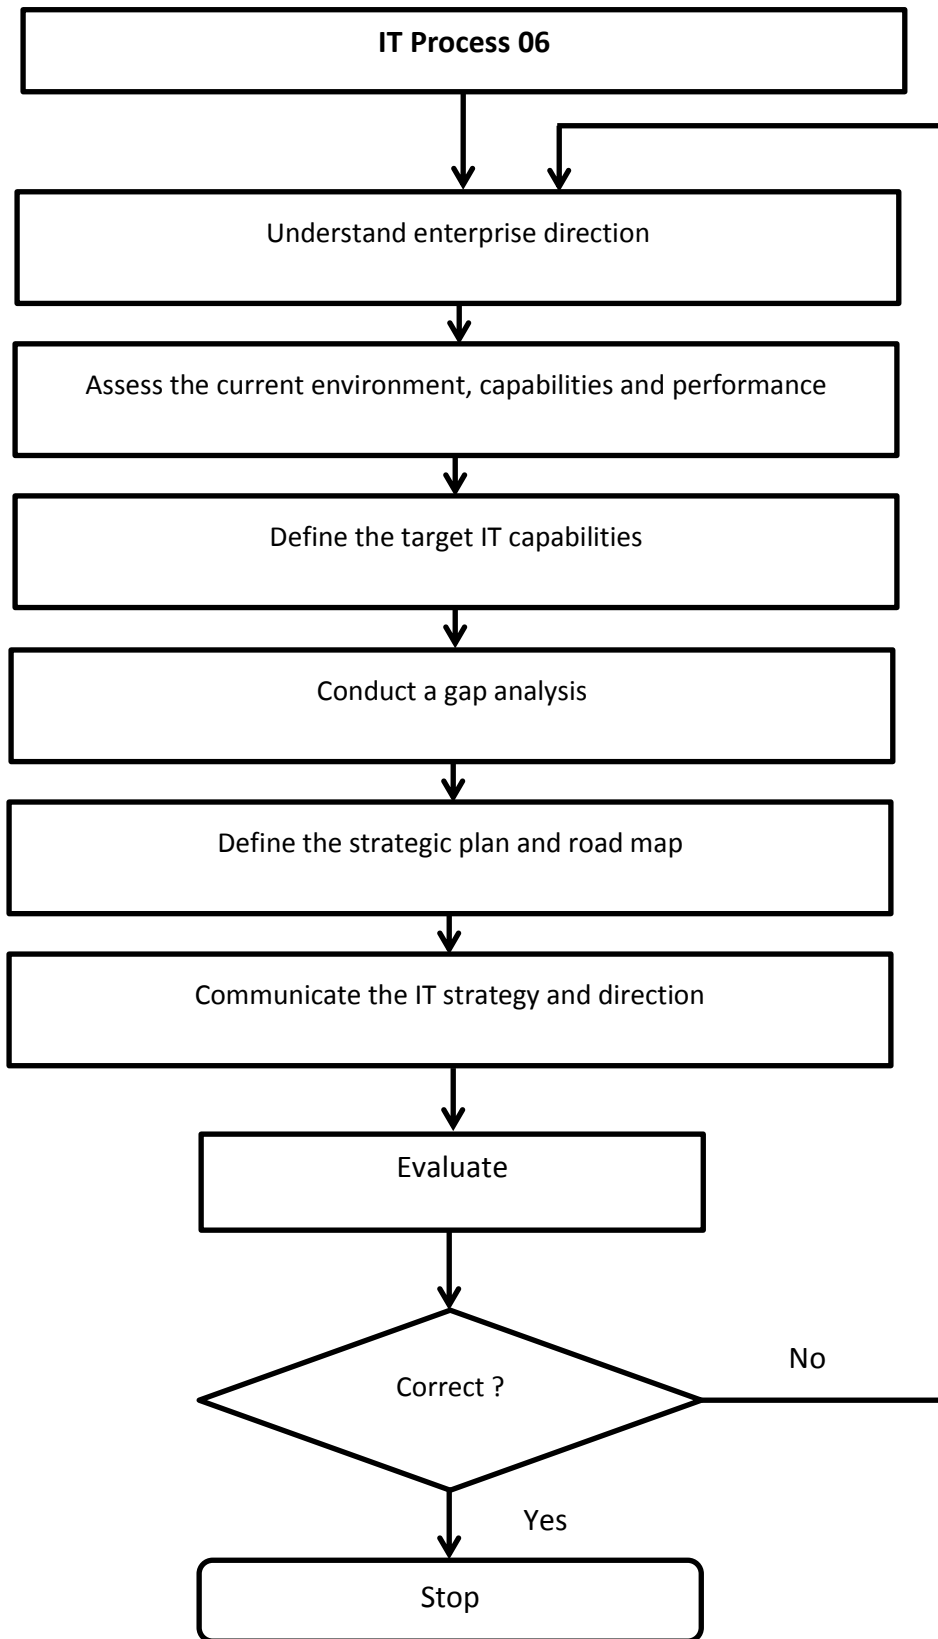 IT Process 06
Understand enterprise direction
Assess the current environment, capabilities and performance
Define the target IT capabilities
Conduct a gap analysis
Define the strategic plan and road map
Communicate the IT strategy and direction
Evaluate
Correct ?
No
Yes
Stop